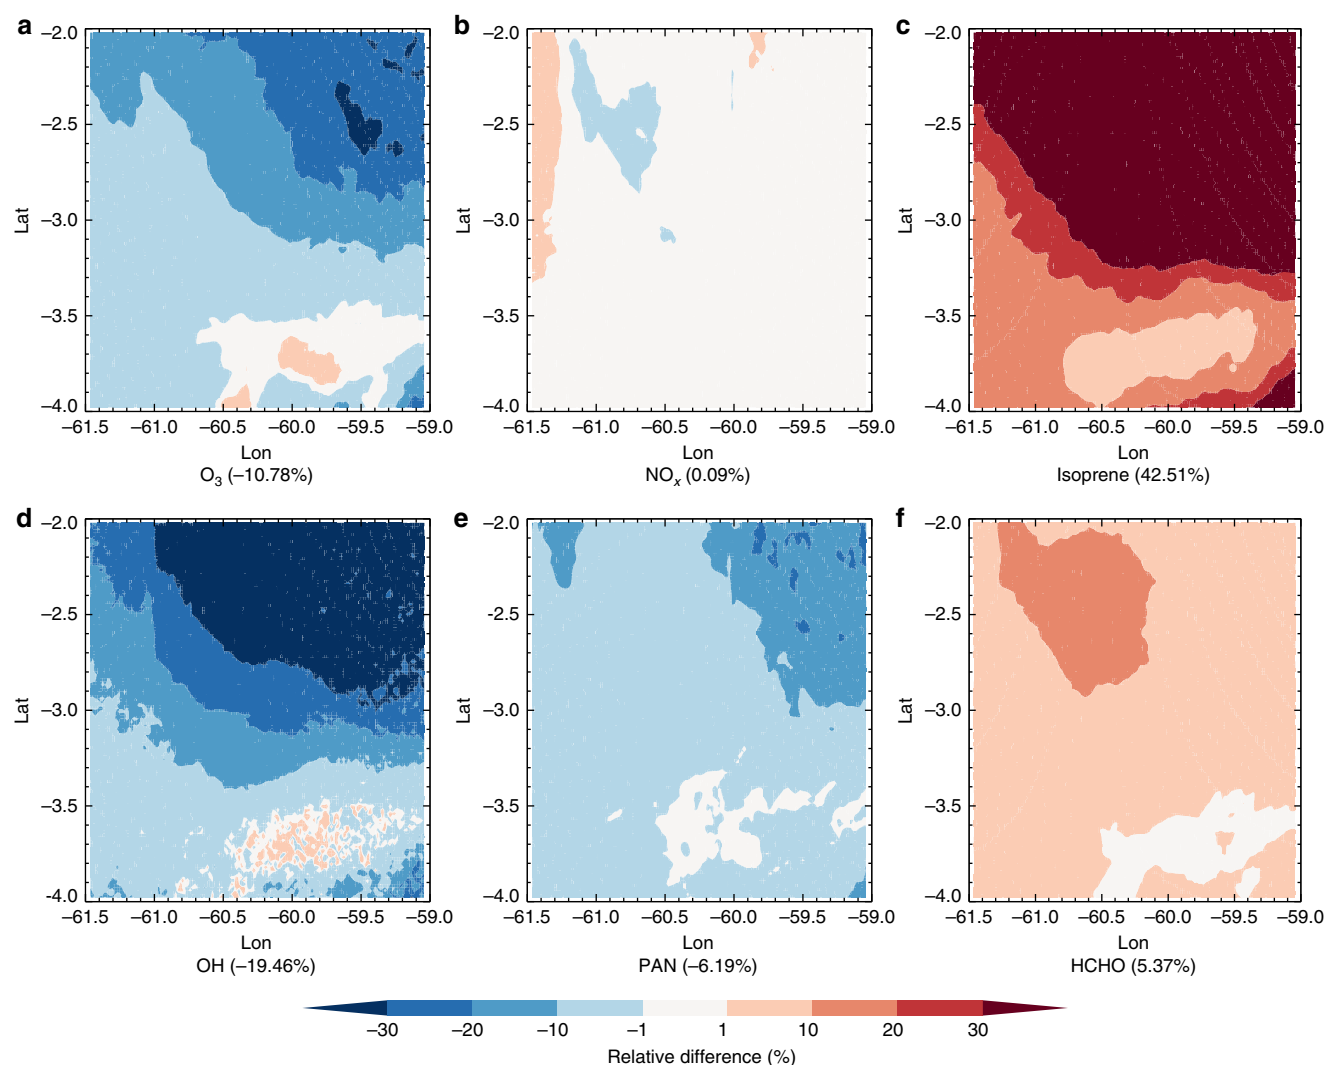 a
b
c
−2.0
−2.5
−3.0
−3.5
−4.0
Lat
−61.5 −61.0 −60.5 −60.0 −59.5 −59.0
Lon
O3 (−10.78%)
−2.0
−2.5
−3.0
−3.5
−4.0
Lat
−61.5 −61.0 −60.5 −60.0 −59.5 −59.0
Lon
NOx (0.09%)
−2.0
−2.5
−3.0
−3.5
−4.0
Lat
−61.5 −61.0 −60.5 −60.0 −59.5 −59.0
Lon
Isoprene (42.51%)
d
e
f
−2.0
−2.5
−3.0
−3.5
−4.0
Lat
−61.5 −61.0 −60.5 −60.0 −59.5 −59.0
Lon
OH (−19.46%)
−2.0
−2.5
−3.0
−3.5
−4.0
Lat
−61.5 −61.0 −60.5 −60.0 −59.5 −59.0
Lon
PAN (−6.19%)
−2.0
−2.5
−3.0
−3.5
−4.0
Lat
−61.5 −61.0 −60.5 −60.0 −59.5 −59.0
Lon
HCHO (5.37%)
−30 −20 −10 −1 1 10 20 30
Relative difference (%)